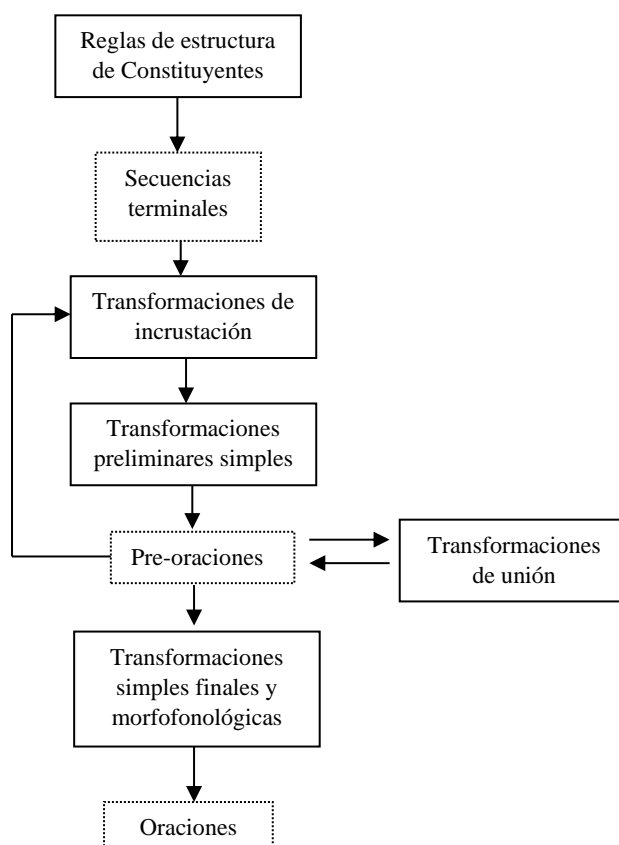 Reglas de estructura
de Constituyentes
Secuencias
terminales
Transformaciones de
incrustación
Transformaciones
preliminares simples
Pre-oraciones
Transformaciones
de unión
Transformaciones
simples finales y
morfofonológicas
Oraciones